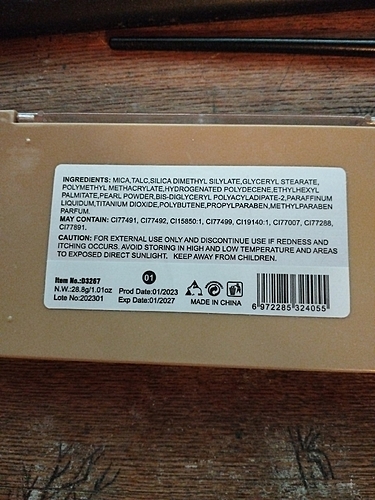 INGREDIENTS: MICA,TALC,SILICA DIMETHYL SILYLATE,GLYCERYL STEARATE,
POLYMETHYL METHACRYLATE,HYDROGENATED POLYDECENE,ETHYLHEXYL
PALMITATE,PEARL POWDER,BIS-DIGLYCERYL POLYACYLADIPATE-2,PARAFFINUM
LIQUIDUM,TITANIUM DIOXIDE,POLYBUTENE,PROPYLPARABEN,METHYLPARABEN
PARFUM.
MAY CONTAIN: CI77491, CI77492, CI15850:1, CI77499, CI19140:1, CI77007, CI77288,
CI77891.
CAUTION: FOR EXTERNAL USE ONLY AND DISCONTINUE USE IF REDNESS AND
ITCHING OCCURS. AVOID STORING IN HIGH AND LOW TEMPERATURE AND AREAS
TO EXPOSED DIRECT SUNLIGHT. KEEP AWAY FROM CHILDREN.
01
Item No.:D3267
N.W.:28.8g/1.01oz Prod Date:01/2023
Lote No:202301 Exp Date:01/2027 MADE IN CHINA
6 972285 324055